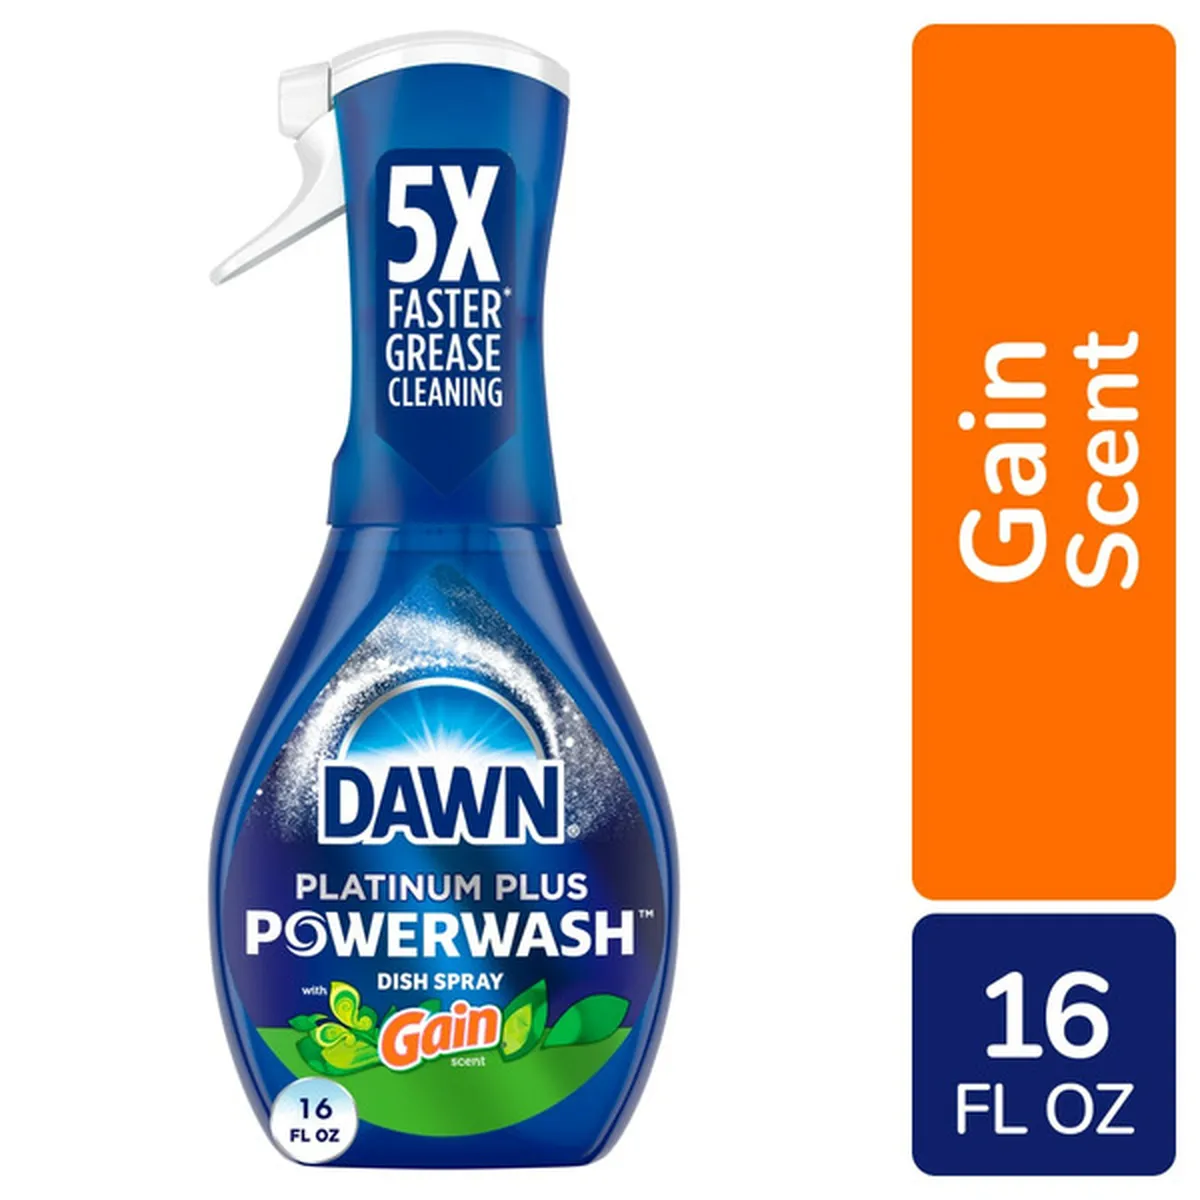 5X
FASTER*
GREASE
CLEANING
DAWN®
PLATINUM PLUS
POWERWASH™
DISH SPRAY
with
Gain
scent
16
FL OZ
Gain
Scent
16
FL OZ